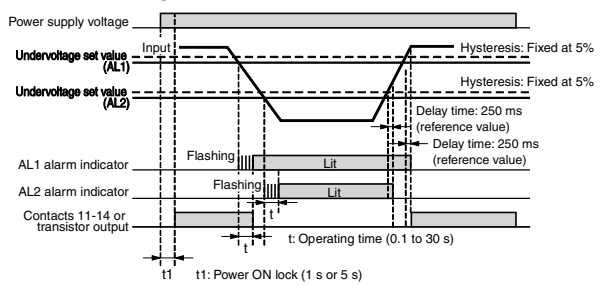 Power supply voltage
Input
Hysteresis: Fixed at 5%
Undervoltage set value
(AL1)
Hysteresis: Fixed at 5%
Undervoltage set value
(AL2)
Delay time: 250 ms
(reference value)
Delay time: 250 ms
(reference value)
Flashing
Lit
AL1 alarm indicator
Flashing
Lit
AL2 alarm indicator
t
Contacts 11-14 or
transistor output
t: Operating time (0.1 to 30 s)
t
t1
t1: Power ON lock (1 s or 5 s)